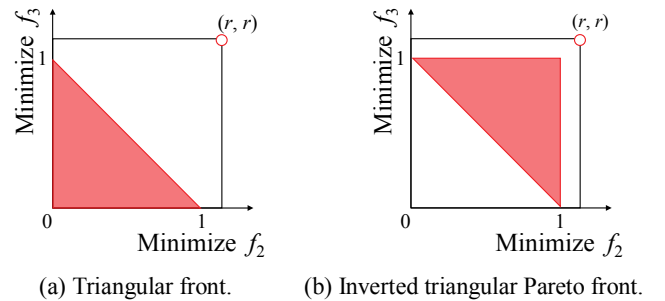 (r, r)
Minimize f3
1
0
1
Minimize f2
(a) Triangular front.
(r, r)
Minimize f3
1
0
1
Minimize f2
(b) Inverted triangular Pareto front.